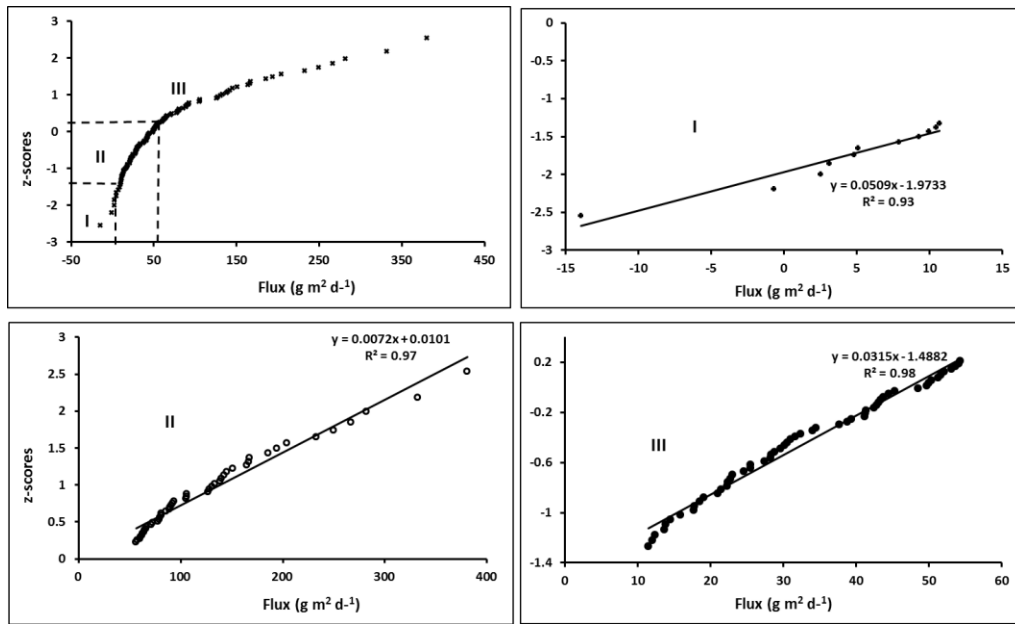 3
2
1
0
-1
-2
-3
z-scores
III
II
I
-50
50
150
250
350
450
Flux (g m² d-¹)
0
-0.5
-1
-1.5
-2
-2.5
-3
I
y = 0.0509x - 1.9733
R² = 0.93
-15
-10
-5
0
5
10
15
Flux (g m² d-¹)
3
2.5
2
1.5
1
0.5
0
z-scores
y = 0.0072x + 0.0101
R² = 0.97
II
0
100
200
300
400
Flux (g m² d-¹)
0.2
-0.2
-0.6
-1
-1.4
y = 0.0315x - 1.4882
R² = 0.98
III
0
10
20
30
40
50
60
Flux (g m² d-¹)